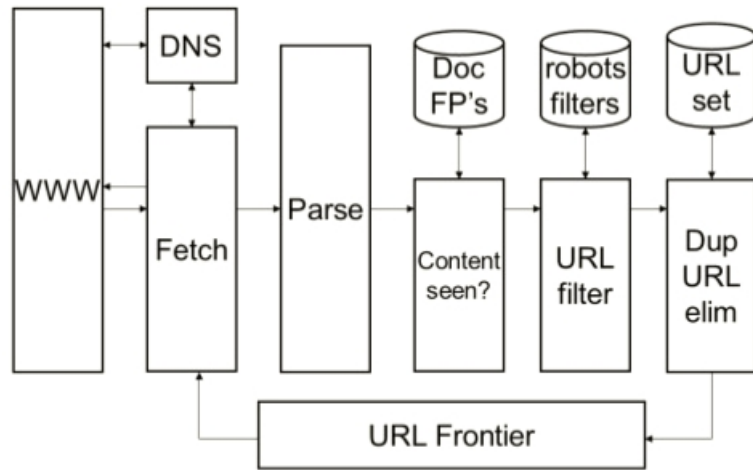 DNS
Doc
FP's
robots
filters
URL
set
WWW
Fetch
Parse
Content
seen?
URL
filter
Dup
URL
elim
URL Frontier